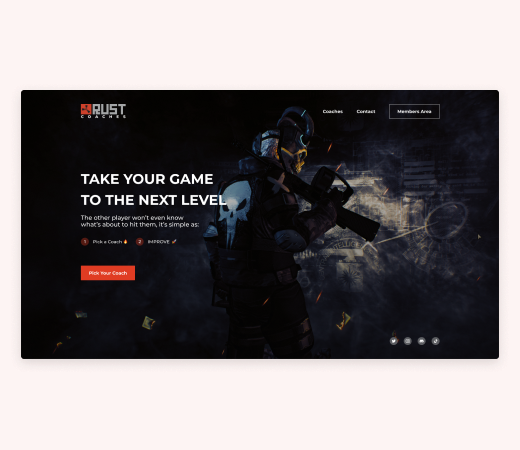 RUST
COACHES
Coaches
Contact
Members Area
TAKE YOUR GAME
TO THE NEXT LEVEL
The other player won't even know
what's about to hit them, it's simple as:
1 Pick a Coach 🔥 2 IMPROVE 🚀
Pick Your Coach